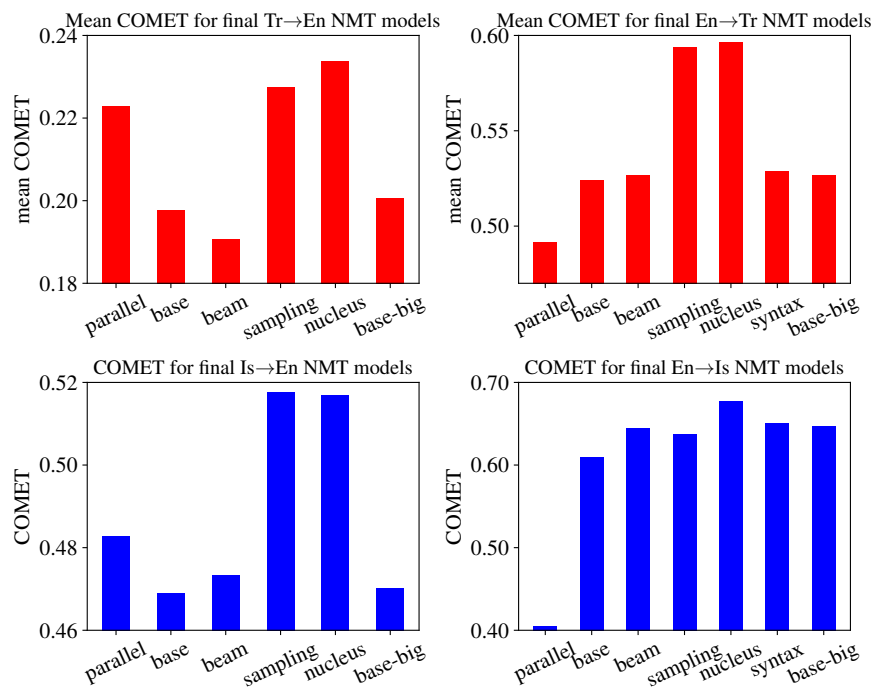 Mean COMET for final Tr→En NMT models
mean COMET
0.24
0.22
0.20
0.18
parallel
base
beam
sampling
nucleus
base-big
Mean COMET for final En→Tr NMT models
mean COMET
0.60
0.55
0.50
parallel
base
beam
sampling
nucleus
syntax
base-big
COMET for final Is→En NMT models
COMET
0.52
0.50
0.48
0.46
parallel
base
beam
sampling
nucleus
base-big
COMET for final En→Is NMT models
COMET
0.70
0.60
0.50
0.40
parallel
base
beam
sampling
nucleus
syntax
base-big